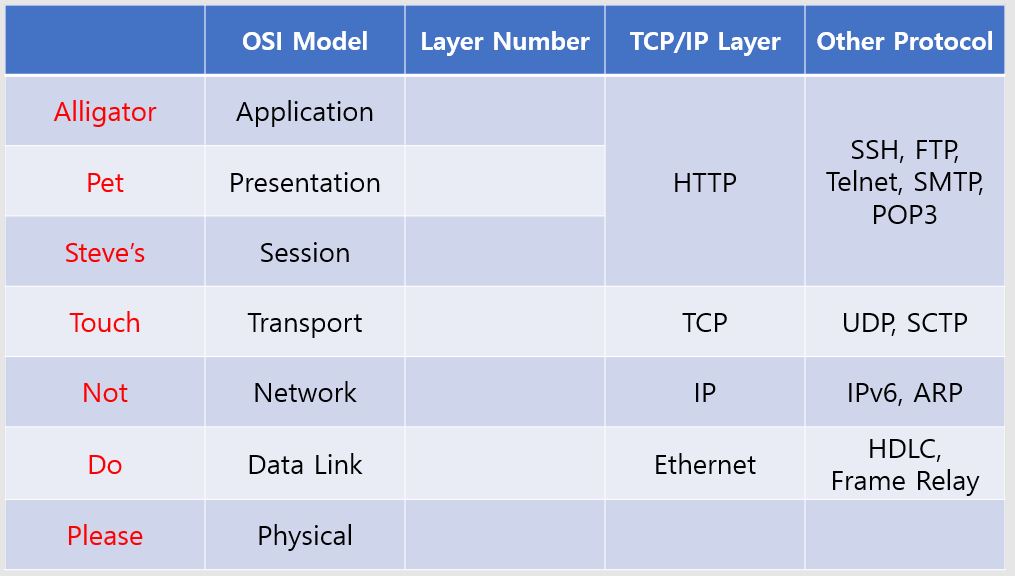 OSI Model Layer Number TCP/IP Layer Other Protocol
Alligator Application
Pet Presentation
Steve's Session
HTTP
SSH, FTP,
Telnet, SMTP,
POP3
Touch Transport TCP UDP, SCTP
Not Network IP IPv6, ARP
Do Data Link Ethernet
HDLC,
Frame Relay
Please Physical